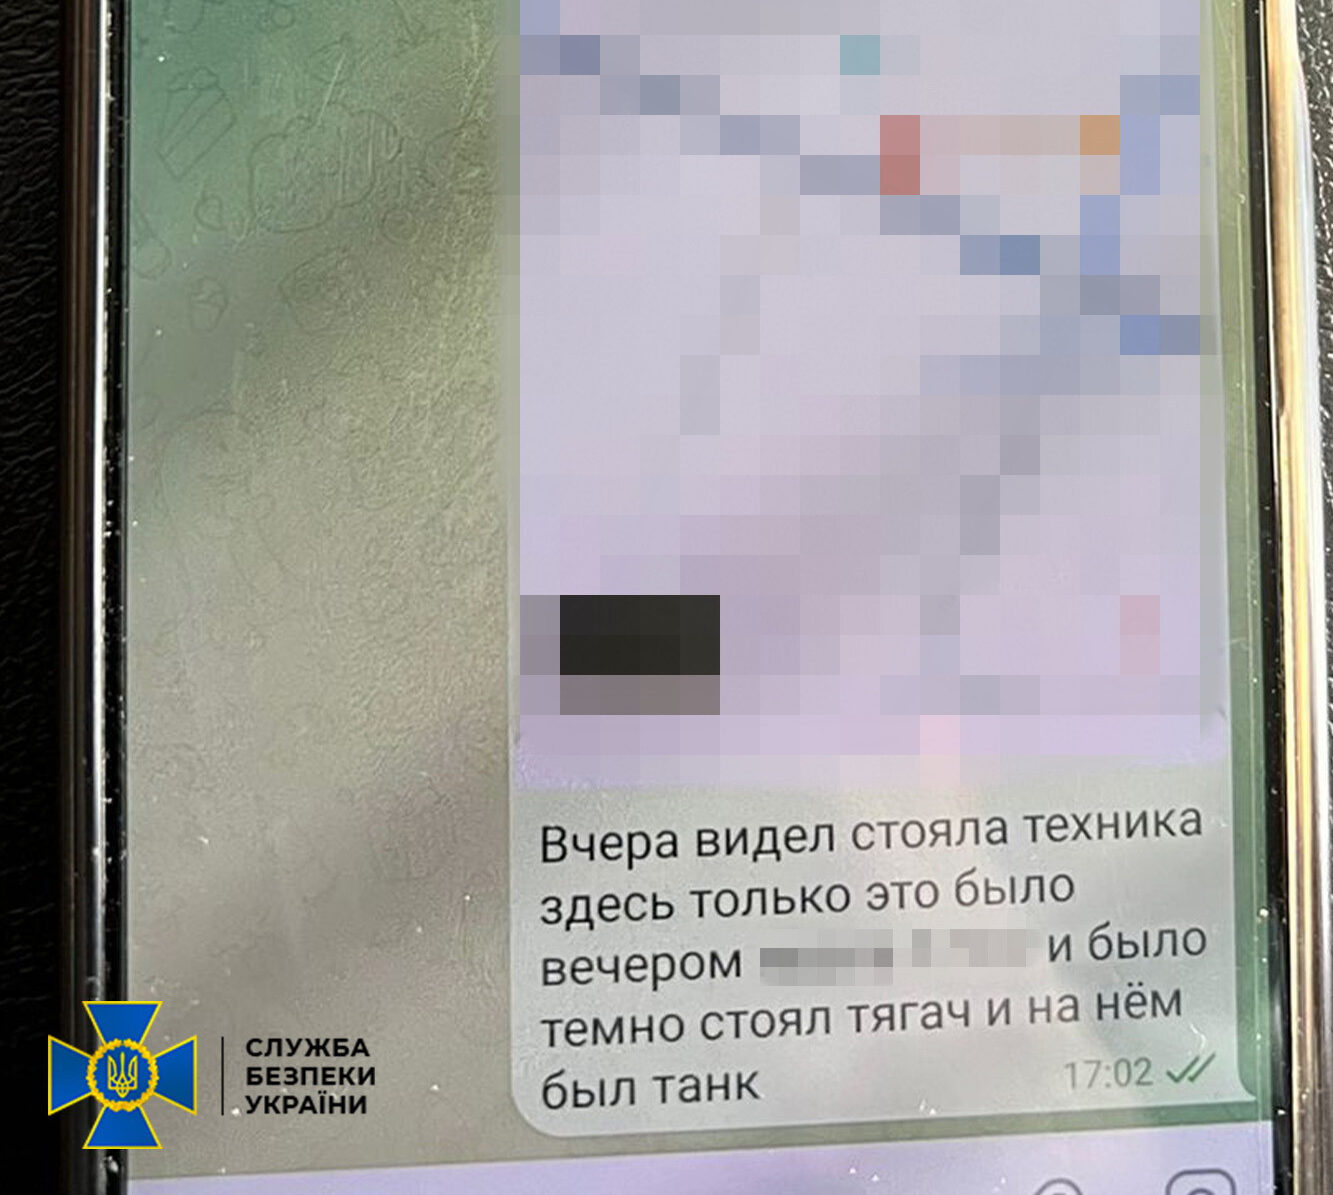 Вчера видел стояла техника
здесь только это было
вечером и было
темно стоял тягач и на нём
был танк
17:02
СЛУЖБА
БЕЗПЕКИ
УКРАЇНИ